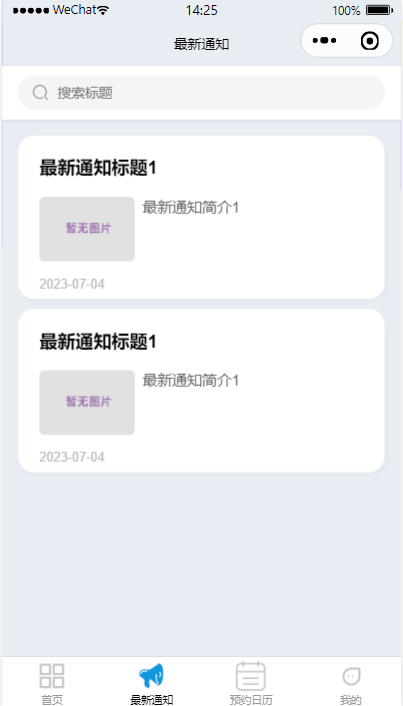 WeChat 14:25 100%
最新通知
搜索标题
最新通知标题1
暂无图片
最新通知简介1
2023-07-04
最新通知标题1
暂无图片
最新通知简介1
2023-07-04
首页 最新通知 预约日历 我的